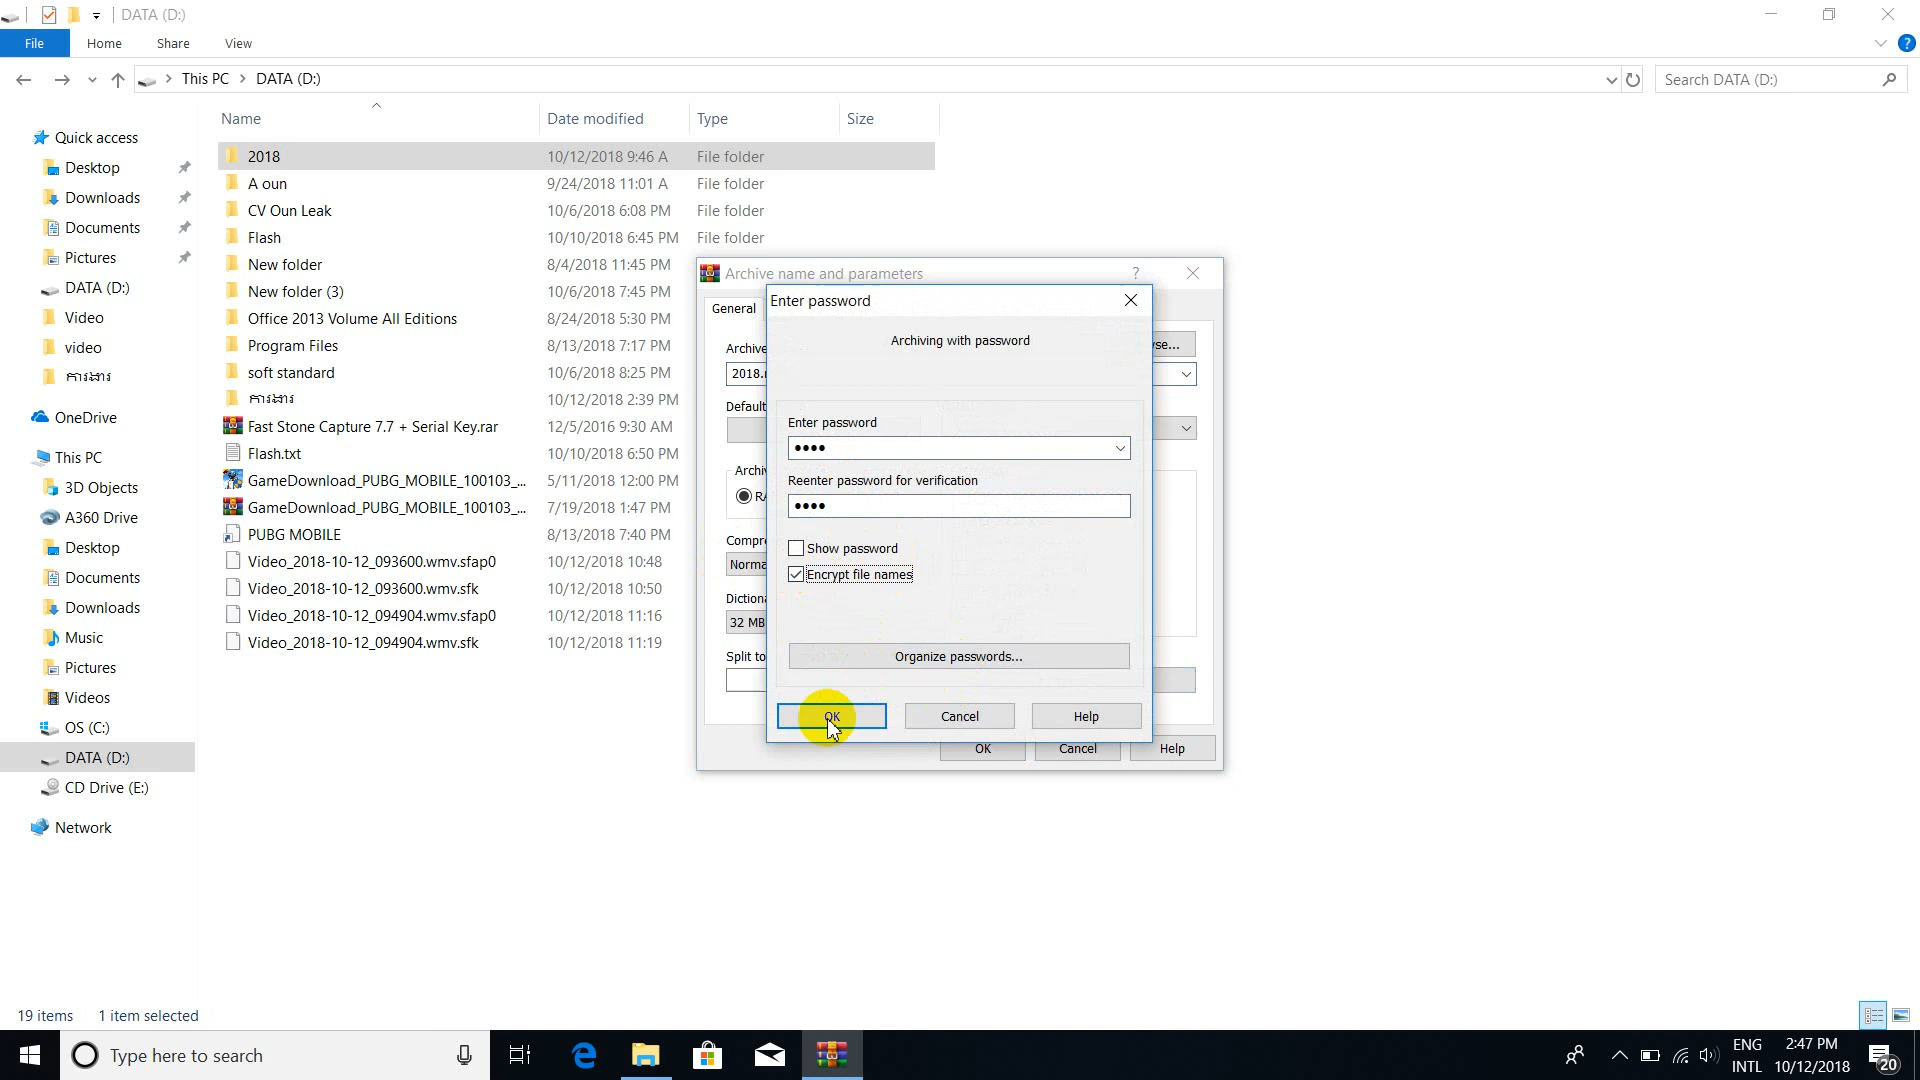 DATA (D:)
File Home Share View
This PC DATA (D:)
Search DATA (D:)
Name Date modified Type Size
Quick access
Desktop
Downloads
Documents
Pictures
DATA (D:)
Video
video
ការងារ
OneDrive
This PC
3D Objects
A360 Drive
Desktop
Documents
Downloads
Music
Pictures
Videos
OS (C:)
DATA (D:)
CD Drive (E:)
Network
2018 10/12/2018 9:46 A File folder
A oun 9/24/2018 11:01 A File folder
CV Oun Leak 10/6/2018 6:08 PM File folder
Flash 10/10/2018 6:45 PM File folder
New folder 8/4/2018 11:45 PM
New folder (3) 10/6/2018 7:45 PM
Office 2013 Volume All Editions 8/24/2018 5:30 PM
Program Files 8/13/2018 7:17 PM
soft standard 10/6/2018 8:25 PM
ការងារ 10/12/2018 2:39 PM
Fast Stone Capture 7.7 + Serial Key.rar 12/5/2016 9:30 AM
Flash.txt 10/10/2018 6:50 PM
GameDownload_PUBG_MOBILE_100103_... 5/11/2018 12:00 PM
GameDownload_PUBG_MOBILE_100103_... 7/19/2018 1:47 PM
PUBG MOBILE 8/13/2018 7:40 PM
Video_2018-10-12_093600.wmv.sfap0 10/12/2018 10:48
Video_2018-10-12_093600.wmv.sfk 10/12/2018 10:50
Video_2018-10-12_094904.wmv.sfap0 10/12/2018 11:16
Video_2018-10-12_094904.wmv.sfk 10/12/2018 11:19
Archive name and parameters ?
General
Archive
2018.
Default
Archi
Compre
Norma
Dictiona
32 MB
Split to
OK Cancel Help
Enter password
Archiving with password
Enter password
••••
Reenter password for verification
••••
Show password
Encrypt file names
Organize passwords...
OK Cancel Help
19 items 1 item selected
Type here to search
ENG 2:47 PM
INTL 10/12/2018
20